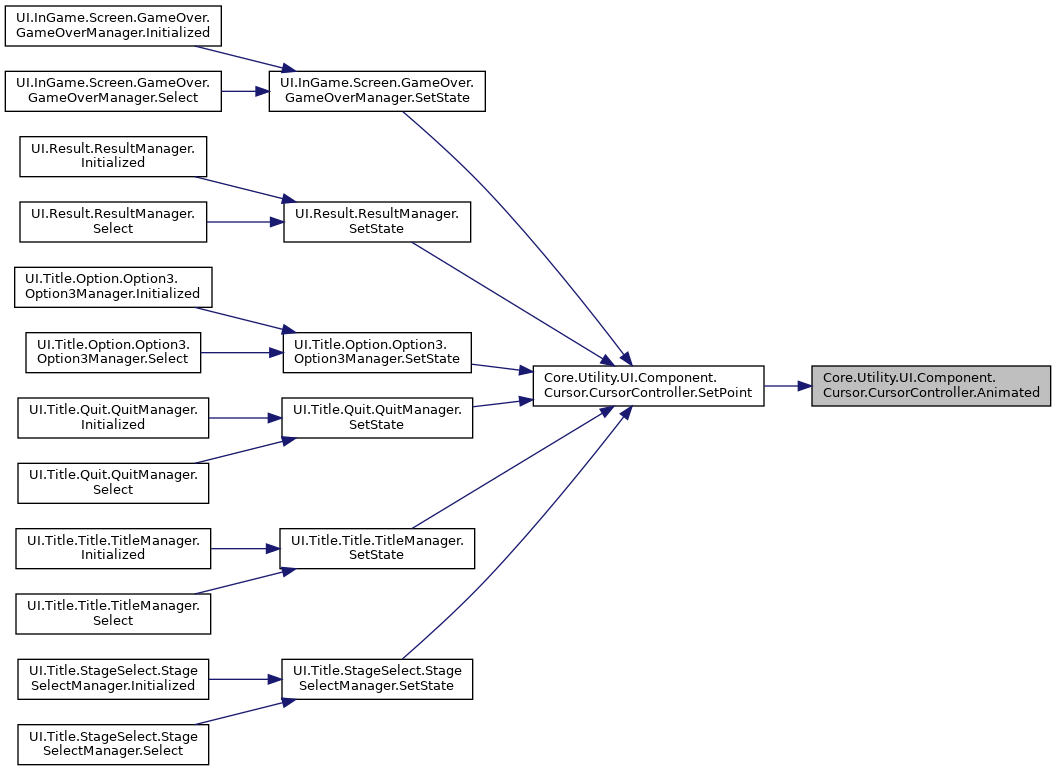 UI.InGame.Screen.GameOver.
GameOverManager.Initialized
UI.InGame.Screen.GameOver.
GameOverManager.Select
UI.InGame.Screen.GameOver.
GameOverManager.SetState
UI.Result.ResultManager.
Initialized
UI.Result.ResultManager.
Select
UI.Result.ResultManager.
SetState
UI.Title.Option.Option3.
Option3Manager.Initialized
UI.Title.Option.Option3.
Option3Manager.Select
UI.Title.Option.Option3.
Option3Manager.SetState
UI.Title.Quit.QuitManager.
Initialized
UI.Title.Quit.QuitManager.
Select
UI.Title.Quit.QuitManager.
SetState
UI.Title.Title.TitleManager.
Initialized
UI.Title.Title.TitleManager.
Select
UI.Title.Title.TitleManager.
SetState
UI.Title.StageSelect.Stage
SelectManager.Initialized
UI.Title.StageSelect.Stage
SelectManager.Select
UI.Title.StageSelect.Stage
SelectManager.SetState
Core.Utility.UI.Component.
Cursor.CursorController.SetPoint
Core.Utility.UI.Component.
Cursor.CursorController.Animated